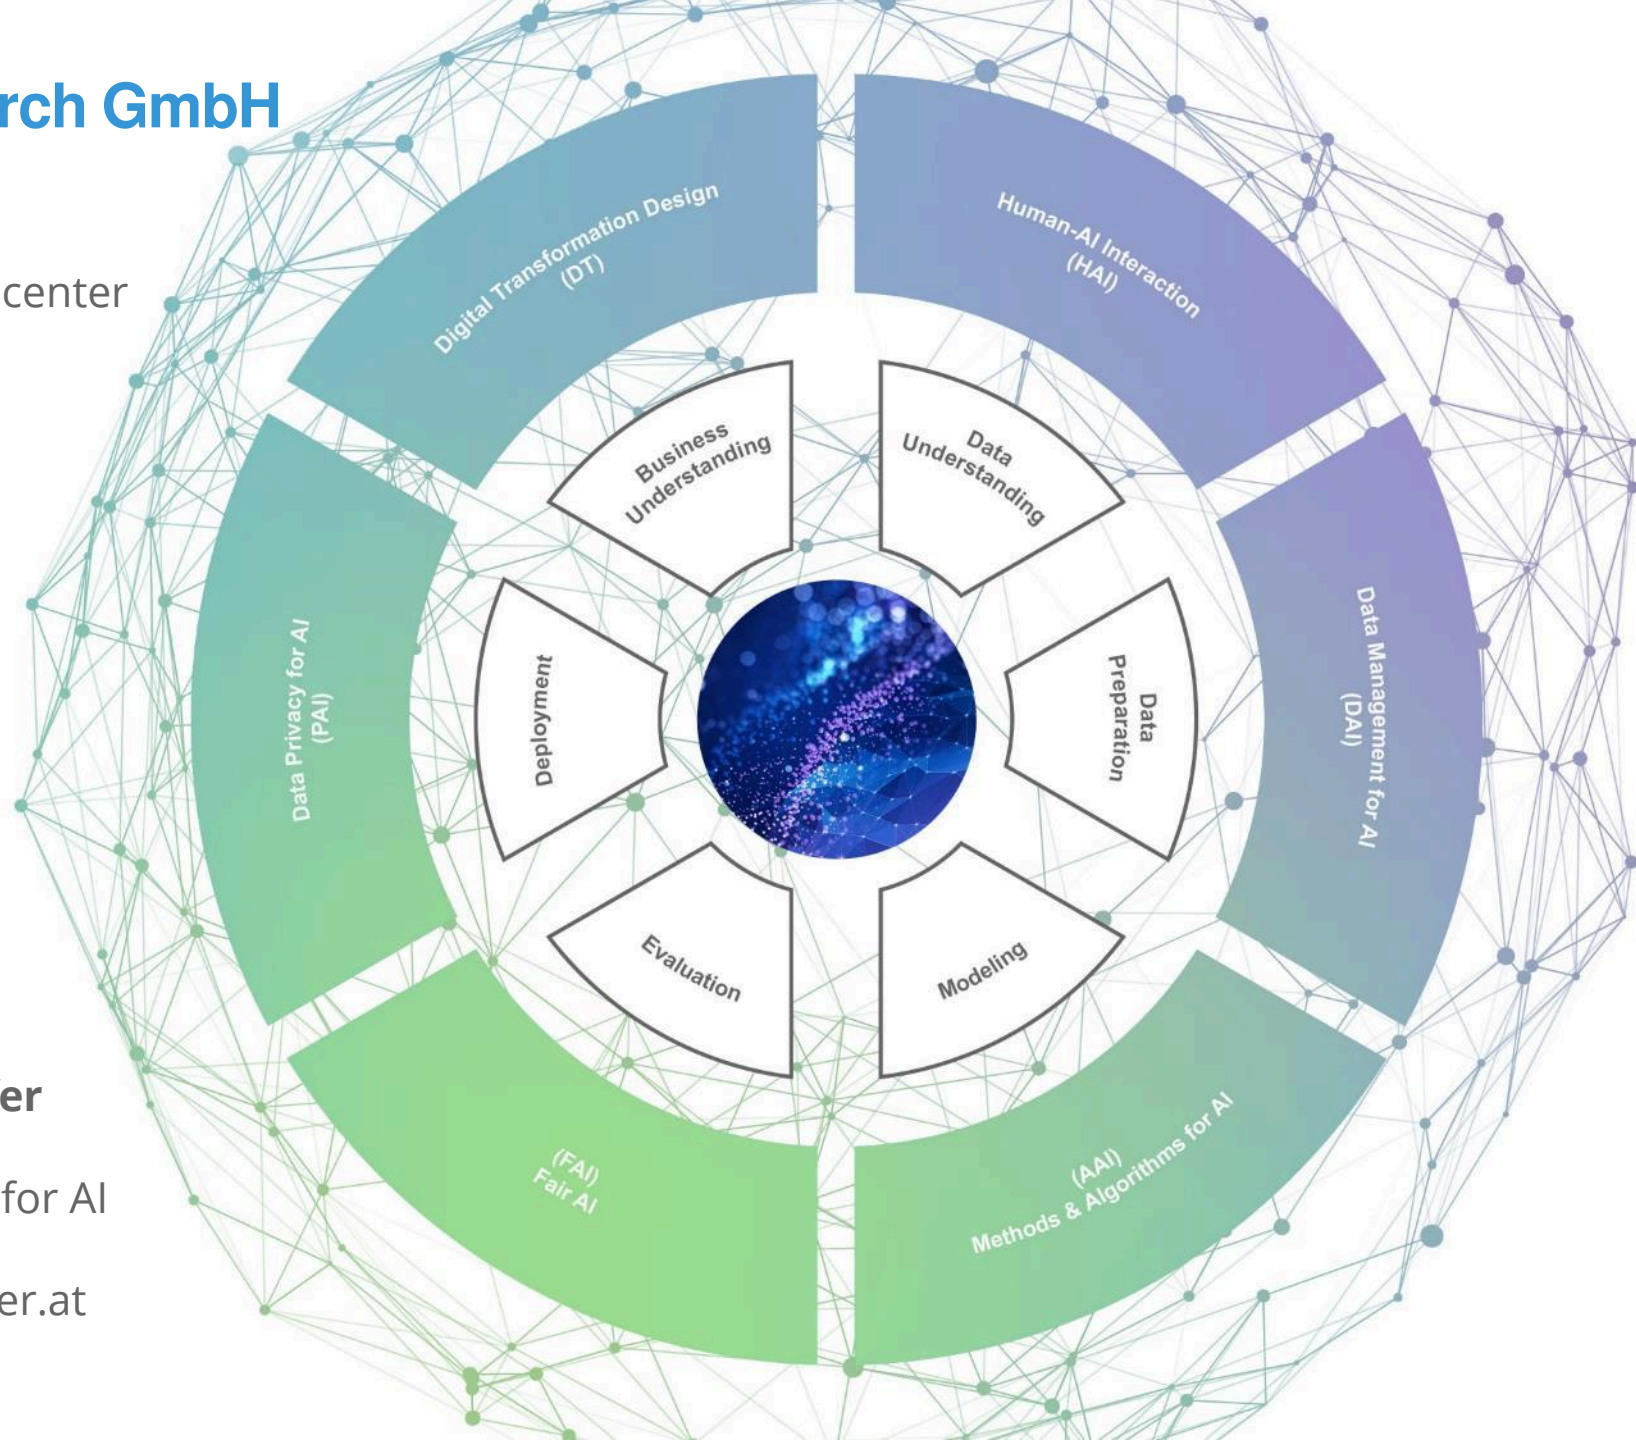 rch GmbH
center
er
for AI
er.at
Digital Transformation Design
(DT)
Human-AI Interaction
(HAI)
Data Management for AI
(DAI)
(AAI)
Methods & Algorithms for AI
(FAI)
Fair AI
Data Privacy for AI
(PAI)
Business
Understanding
Data
Understanding
Data
Preparation
Modeling
Evaluation
Deployment